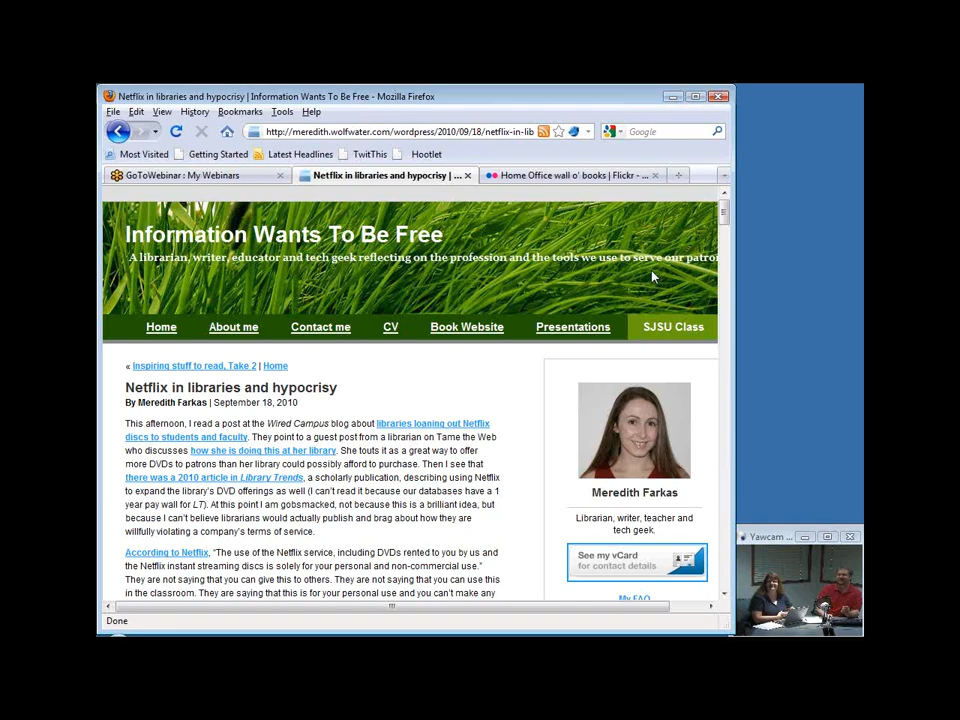 Netflix in libraries and hypocrisy | Information Wants To Be Free - Mozilla Firefox
File Edit View History Bookmarks Tools Help
http://meredith.wolfwater.com/wordpress/2010/09/18/netflix-in-lib
Google
Most Visited Getting Started Latest Headlines TwitThis Hootlet
GoToWebinar : My Webinars
Netflix in libraries and hypocrisy | ...
Home Office wall o' books | Flickr - ...
Information Wants To Be Free
A librarian, writer, educator and tech geek reflecting on the profession and the tools we use to serve our patro
Home About me Contact me CV Book Website Presentations SJSU Class
« Inspiring stuff to read, Take 2 | Home
Netflix in libraries and hypocrisy
By Meredith Farkas | September 18, 2010
This afternoon, I read a post at the Wired Campus blog about libraries loaning out Netflix
discs to students and faculty. They point to a guest post from a librarian on Tame the Web
who discusses how she is doing this at her library. She touts it as a great way to offer
more DVDs to patrons than her library could possibly afford to purchase. Then I see that
there was a 2010 article in Library Trends, a scholarly publication, describing using Netflix
to expand the library's DVD offerings as well (I can't read it because our databases have a 1
year pay wall for LT). At this point I am gobsmacked, not because this is a brilliant idea, but
because I can't believe librarians would actually publish and brag about how they are
willfully violating a company's terms of service.
According to Netflix, "The use of the Netflix service, including DVDs rented to you by us and
the Netflix instant streaming discs is solely for your personal and non-commercial use."
They are not saying that you can give this to others. They are not saying that you can use this
in the classroom. They are saying that this is for your personal use and you can't make any
Meredith Farkas
Librarian, writer, teacher and
tech geek.
See my vCard
for contact details
My FAQ
Done
Yawcam ...